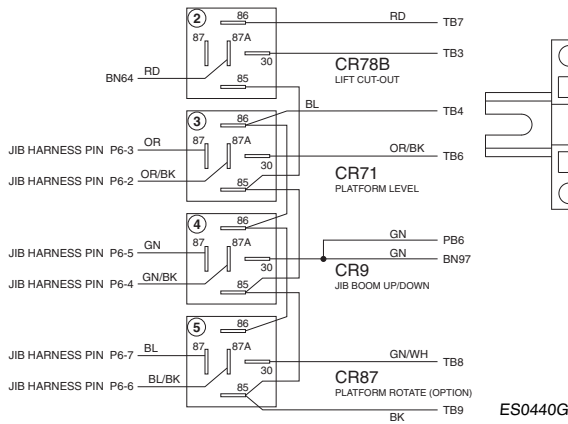 2 86 RD TB7
87 87A TB3
30 CR78B
LIFT CUT-OUT
BN64 RD 85
BL TB4
3 86
JIB HARNESS PIN P6-3 OR 87 87A OR/BK TB6
30 CR71
JIB HARNESS PIN P6-2 OR/BK 85 PLATFORM LEVEL
4 86 GN PB6
JIB HARNESS PIN P6-5 GN 87 87A GN BN97
30 CR9
JIB HARNESS PIN P6-4 GN/BK 85 JIB BOOM UP/DOWN
5 86
JIB HARNESS PIN P6-7 BL 87 87A GN/WH TB8
30 CR87
JIB HARNESS PIN P6-6 BL/BK 85 PLATFORM ROTATE (OPTION)
BK TB9
ES0440G